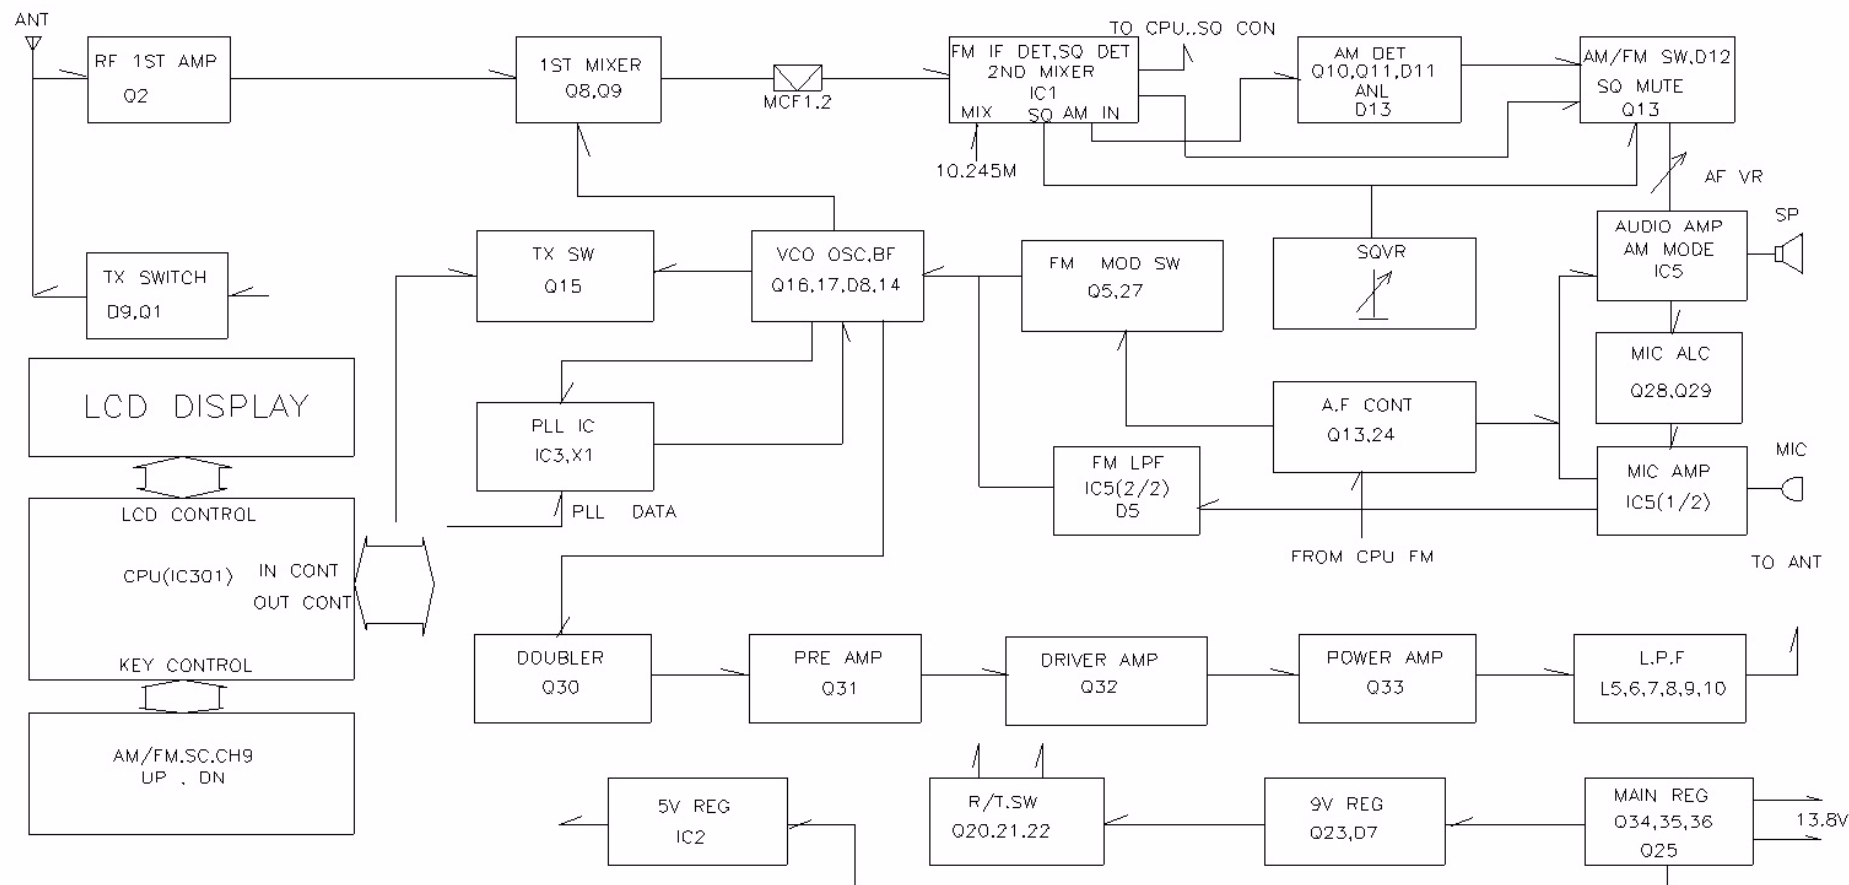 ANT
RF 1ST AMP
Q2
1ST MIXER
Q8,Q9
MCF1.2
TO CPU..SQ CON
FM IF DET,SQ DET
2ND MIXER
IC1
MIX SQ AM IN
10.245M
AM DET
Q10,Q11,D11
ANL
D13
AM/FM SW,D12
SQ MUTE
Q13
AF VR
TX SWITCH
D9,Q1
TX SW
Q15
VCO OSC,BF
Q16,17,D8,14
FM MOD SW
Q5,27
SQVR
AUDIO AMP
AM MODE
IC5
SP
MIC ALC
Q28,Q29
LCD DISPLAY
PLL IC
IC3,X1
PLL DATA
A.F CONT
Q13,24
FM LPF
IC5(2/2)
D5
MIC AMP
IC5(1/2)
MIC
FROM CPU FM
TO ANT
LCD CONTROL
CPU(IC301)
IN CONT
OUT CONT
KEY CONTROL
AM/FM.SC.CH9
UP . DN
DOUBLER
Q30
PRE AMP
Q31
DRIVER AMP
Q32
POWER AMP
Q33
L.P.F
L5,6,7,8,9,10
5V REG
IC2
R/T.SW
Q20.21.22
9V REG
Q23,D7
MAIN REG
Q34,35,36
Q25
13.8V